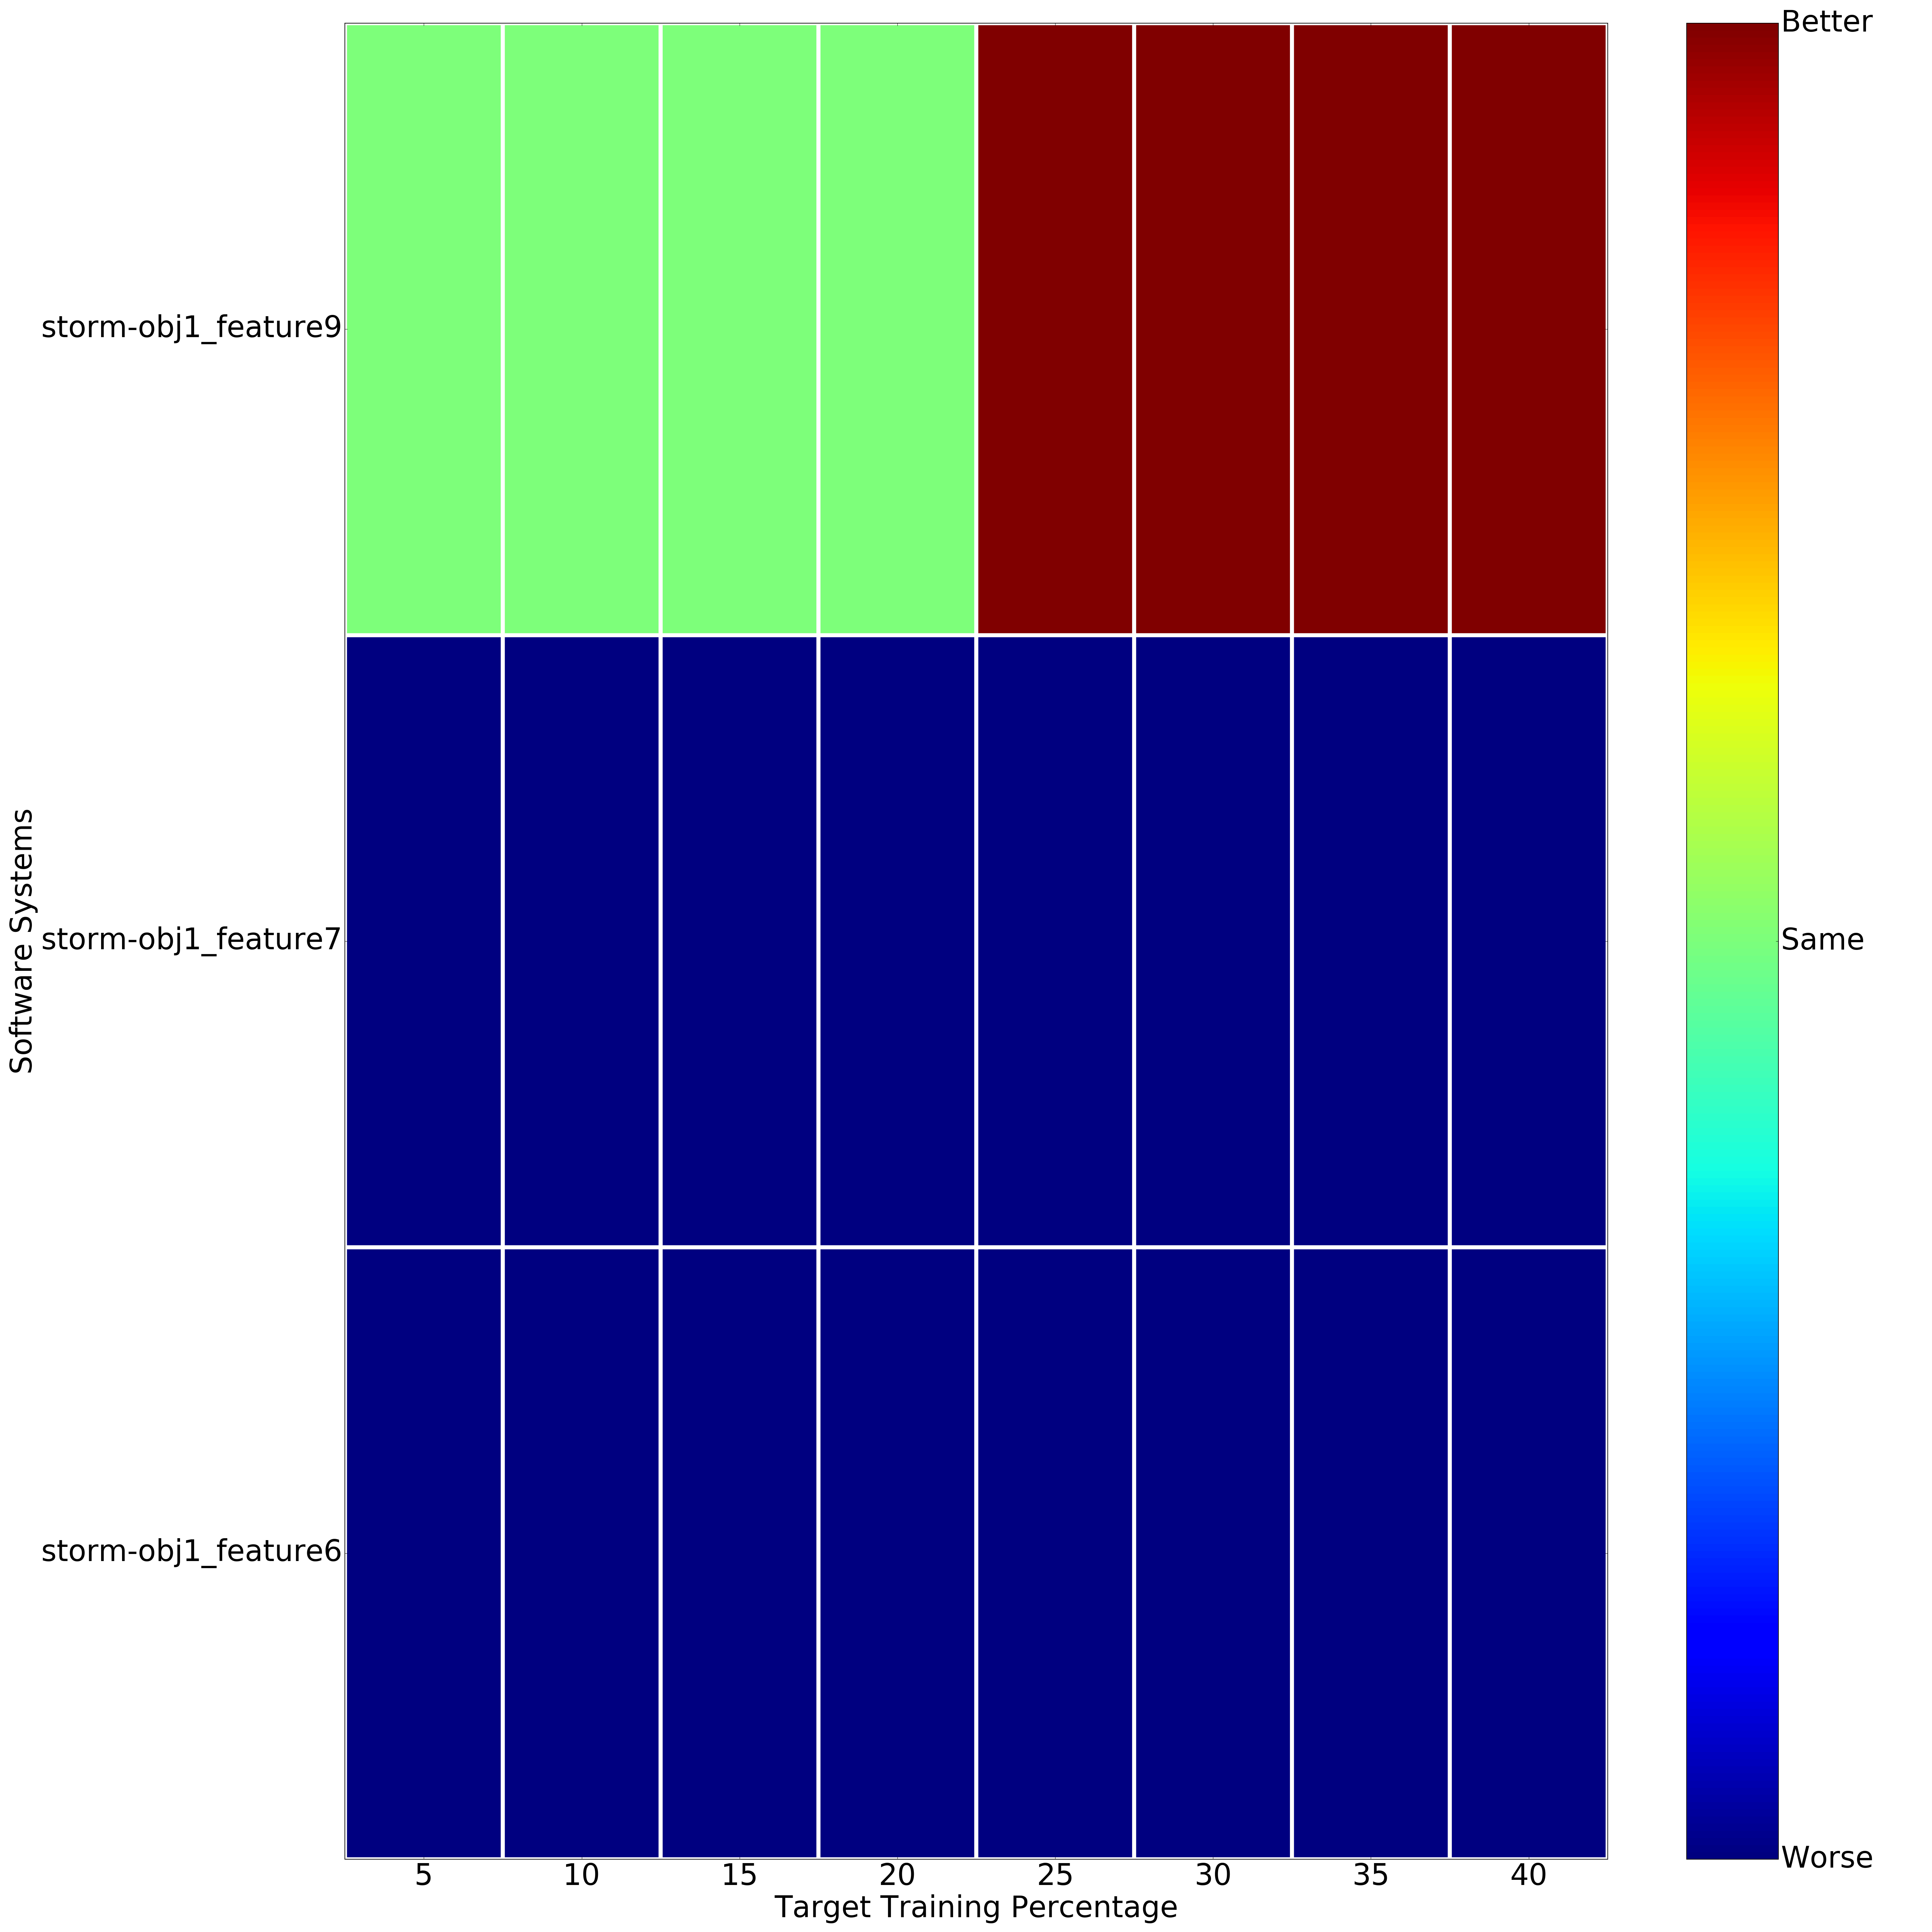 Better
storm-obj1_feature9
Software Systems
storm-obj1_feature7
Same
storm-obj1_feature6
Worse
5 10 15 20 25 30 35 40
Target Training Percentage